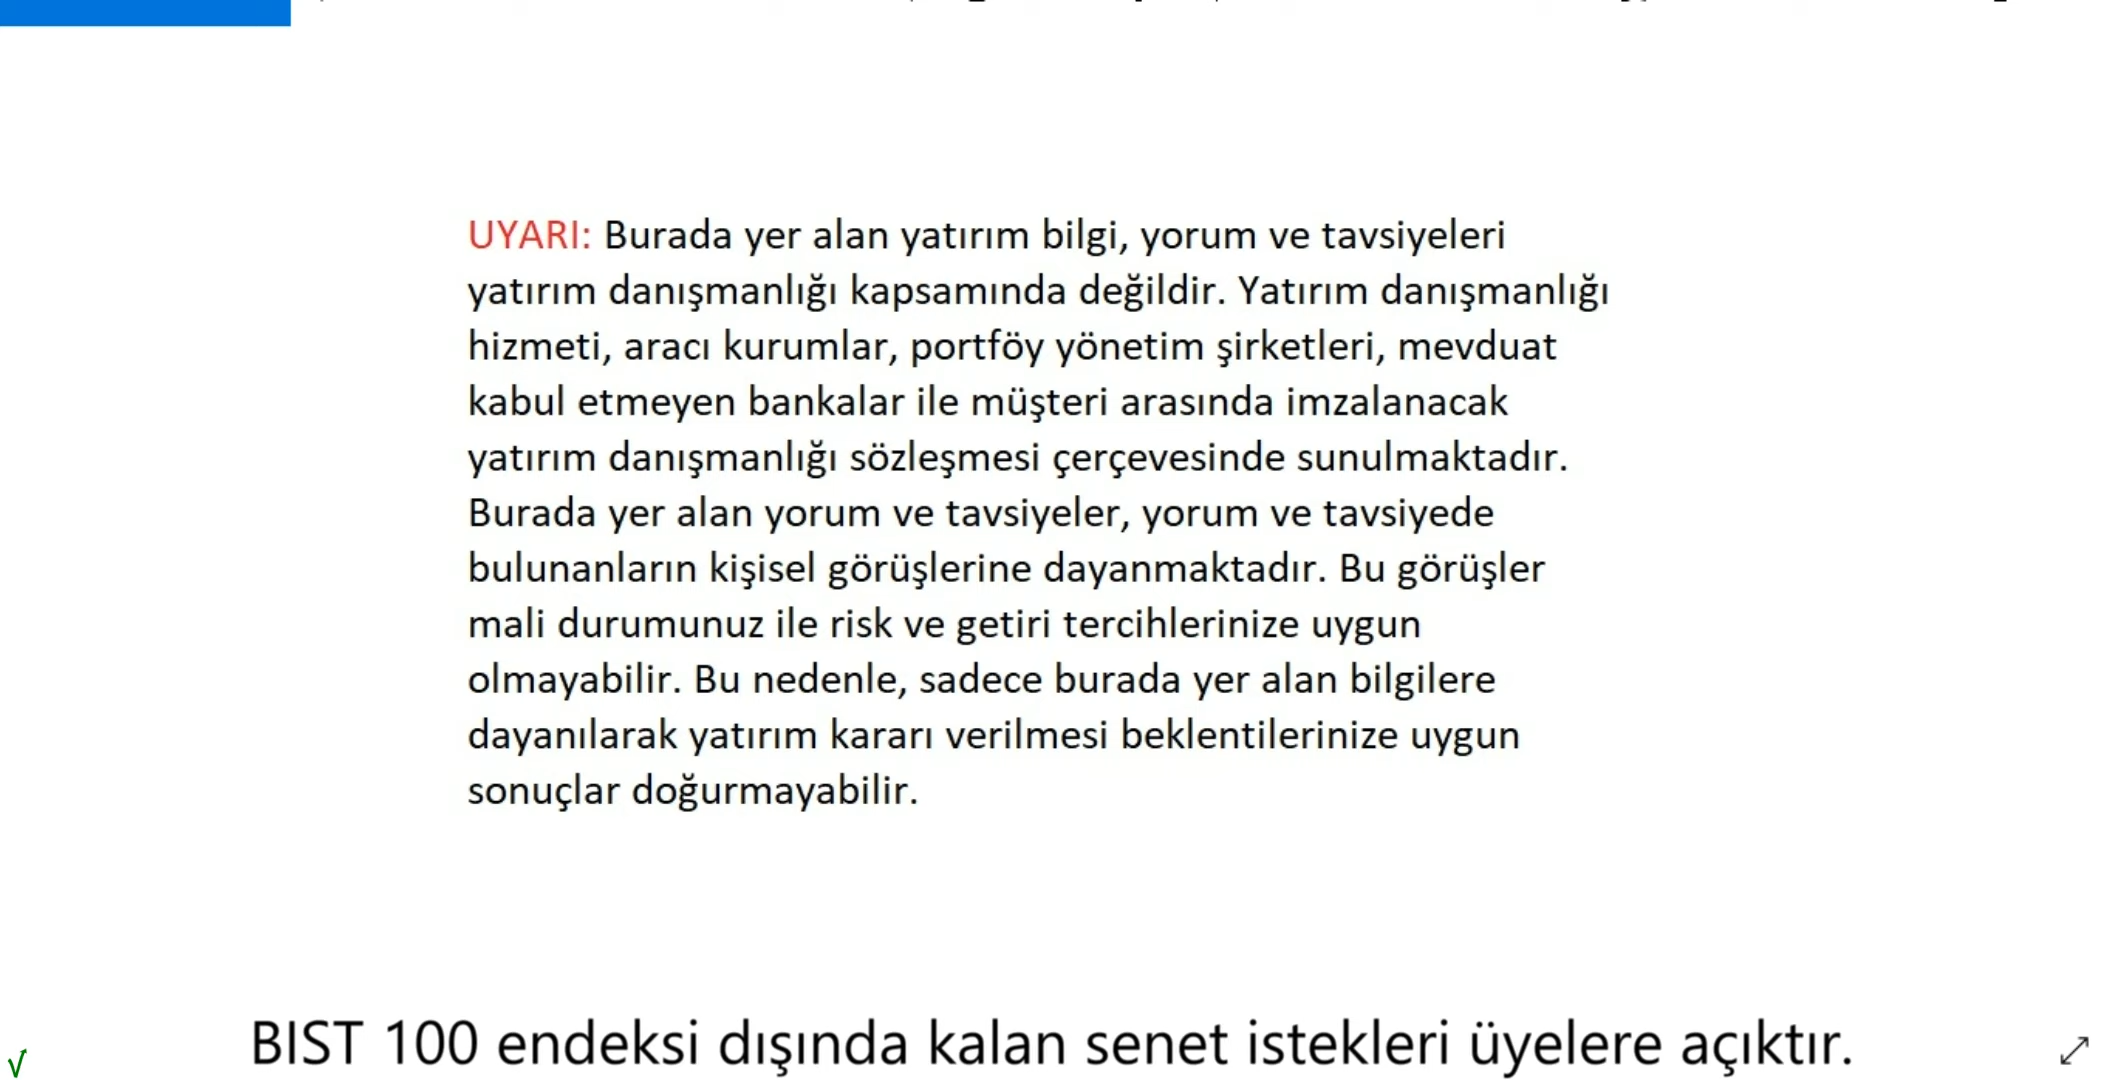 UYARI: Burada yer alan yatırım bilgi, yorum ve tavsiyeleri
yatırım danışmanlığı kapsamında değildir. Yatırım danışmanlığı
hizmeti, aracı kurumlar, portföy yönetim şirketleri, mevduat
kabul etmeyen bankalar ile müşteri arasında imzalanacak
yatırım danışmanlığı sözleşmesi çerçevesinde sunulmaktadır.
Burada yer alan yorum ve tavsiyeler, yorum ve tavsiyede
bulunanların kişisel görüşlerine dayanmaktadır. Bu görüşler
mali durumunuz ile risk ve getiri tercihlerinize uygun
olmayabilir. Bu nedenle, sadece burada yer alan bilgilere
dayanılarak yatırım kararı verilmesi beklentilerinize uygun
sonuçlar doğurmayabilir.
BIST 100 endeksi dışında kalan senet istekleri üyelere açıktır.